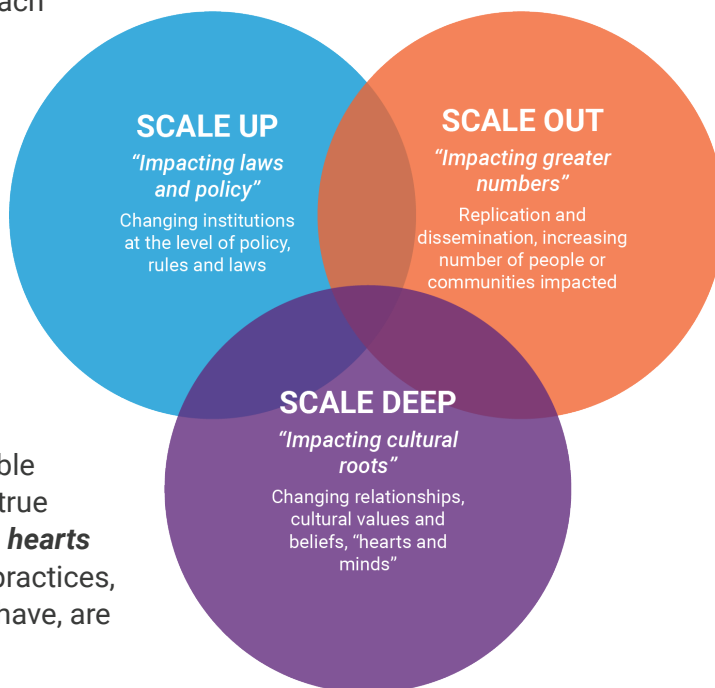 ach
SCALE UP
“Impacting laws
and policy”
Changing institutions
at the level of policy,
rules and laws
SCALE OUT
“Impacting greater
numbers”
Replication and
dissemination, increasing
number of people or
communities impacted
SCALE DEEP
“Impacting cultural
roots”
Changing relationships,
cultural values and
beliefs, “hearts and
minds”
ble
true
hearts
practices,
have, are